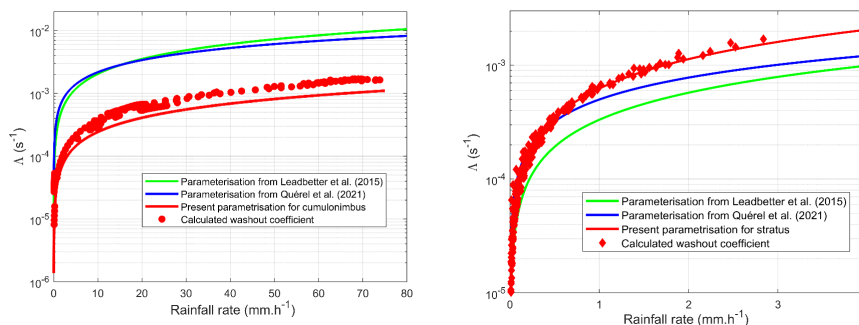 10^-2
10^-3
10^-4
10^-5
10^-6
Λ (s^-1)
Parameterisation from Leadbetter et al. (2015)
Parameterisation from Quérel et al. (2021)
Present parametrisation for cumulonimbus
Calculated washout coefficient
0 10 20 30 40 50 60 70 80
Rainfall rate (mm.h^-1)
10^-3
10^-4
10^-5
Λ (s^-1)
Parameterisation from Leadbetter et al. (2015)
Parameterisation from Quérel et al. (2021)
Present parametrisation for stratus
Calculated washout coefficient
0 1 2 3
Rainfall rate (mm.h^-1)